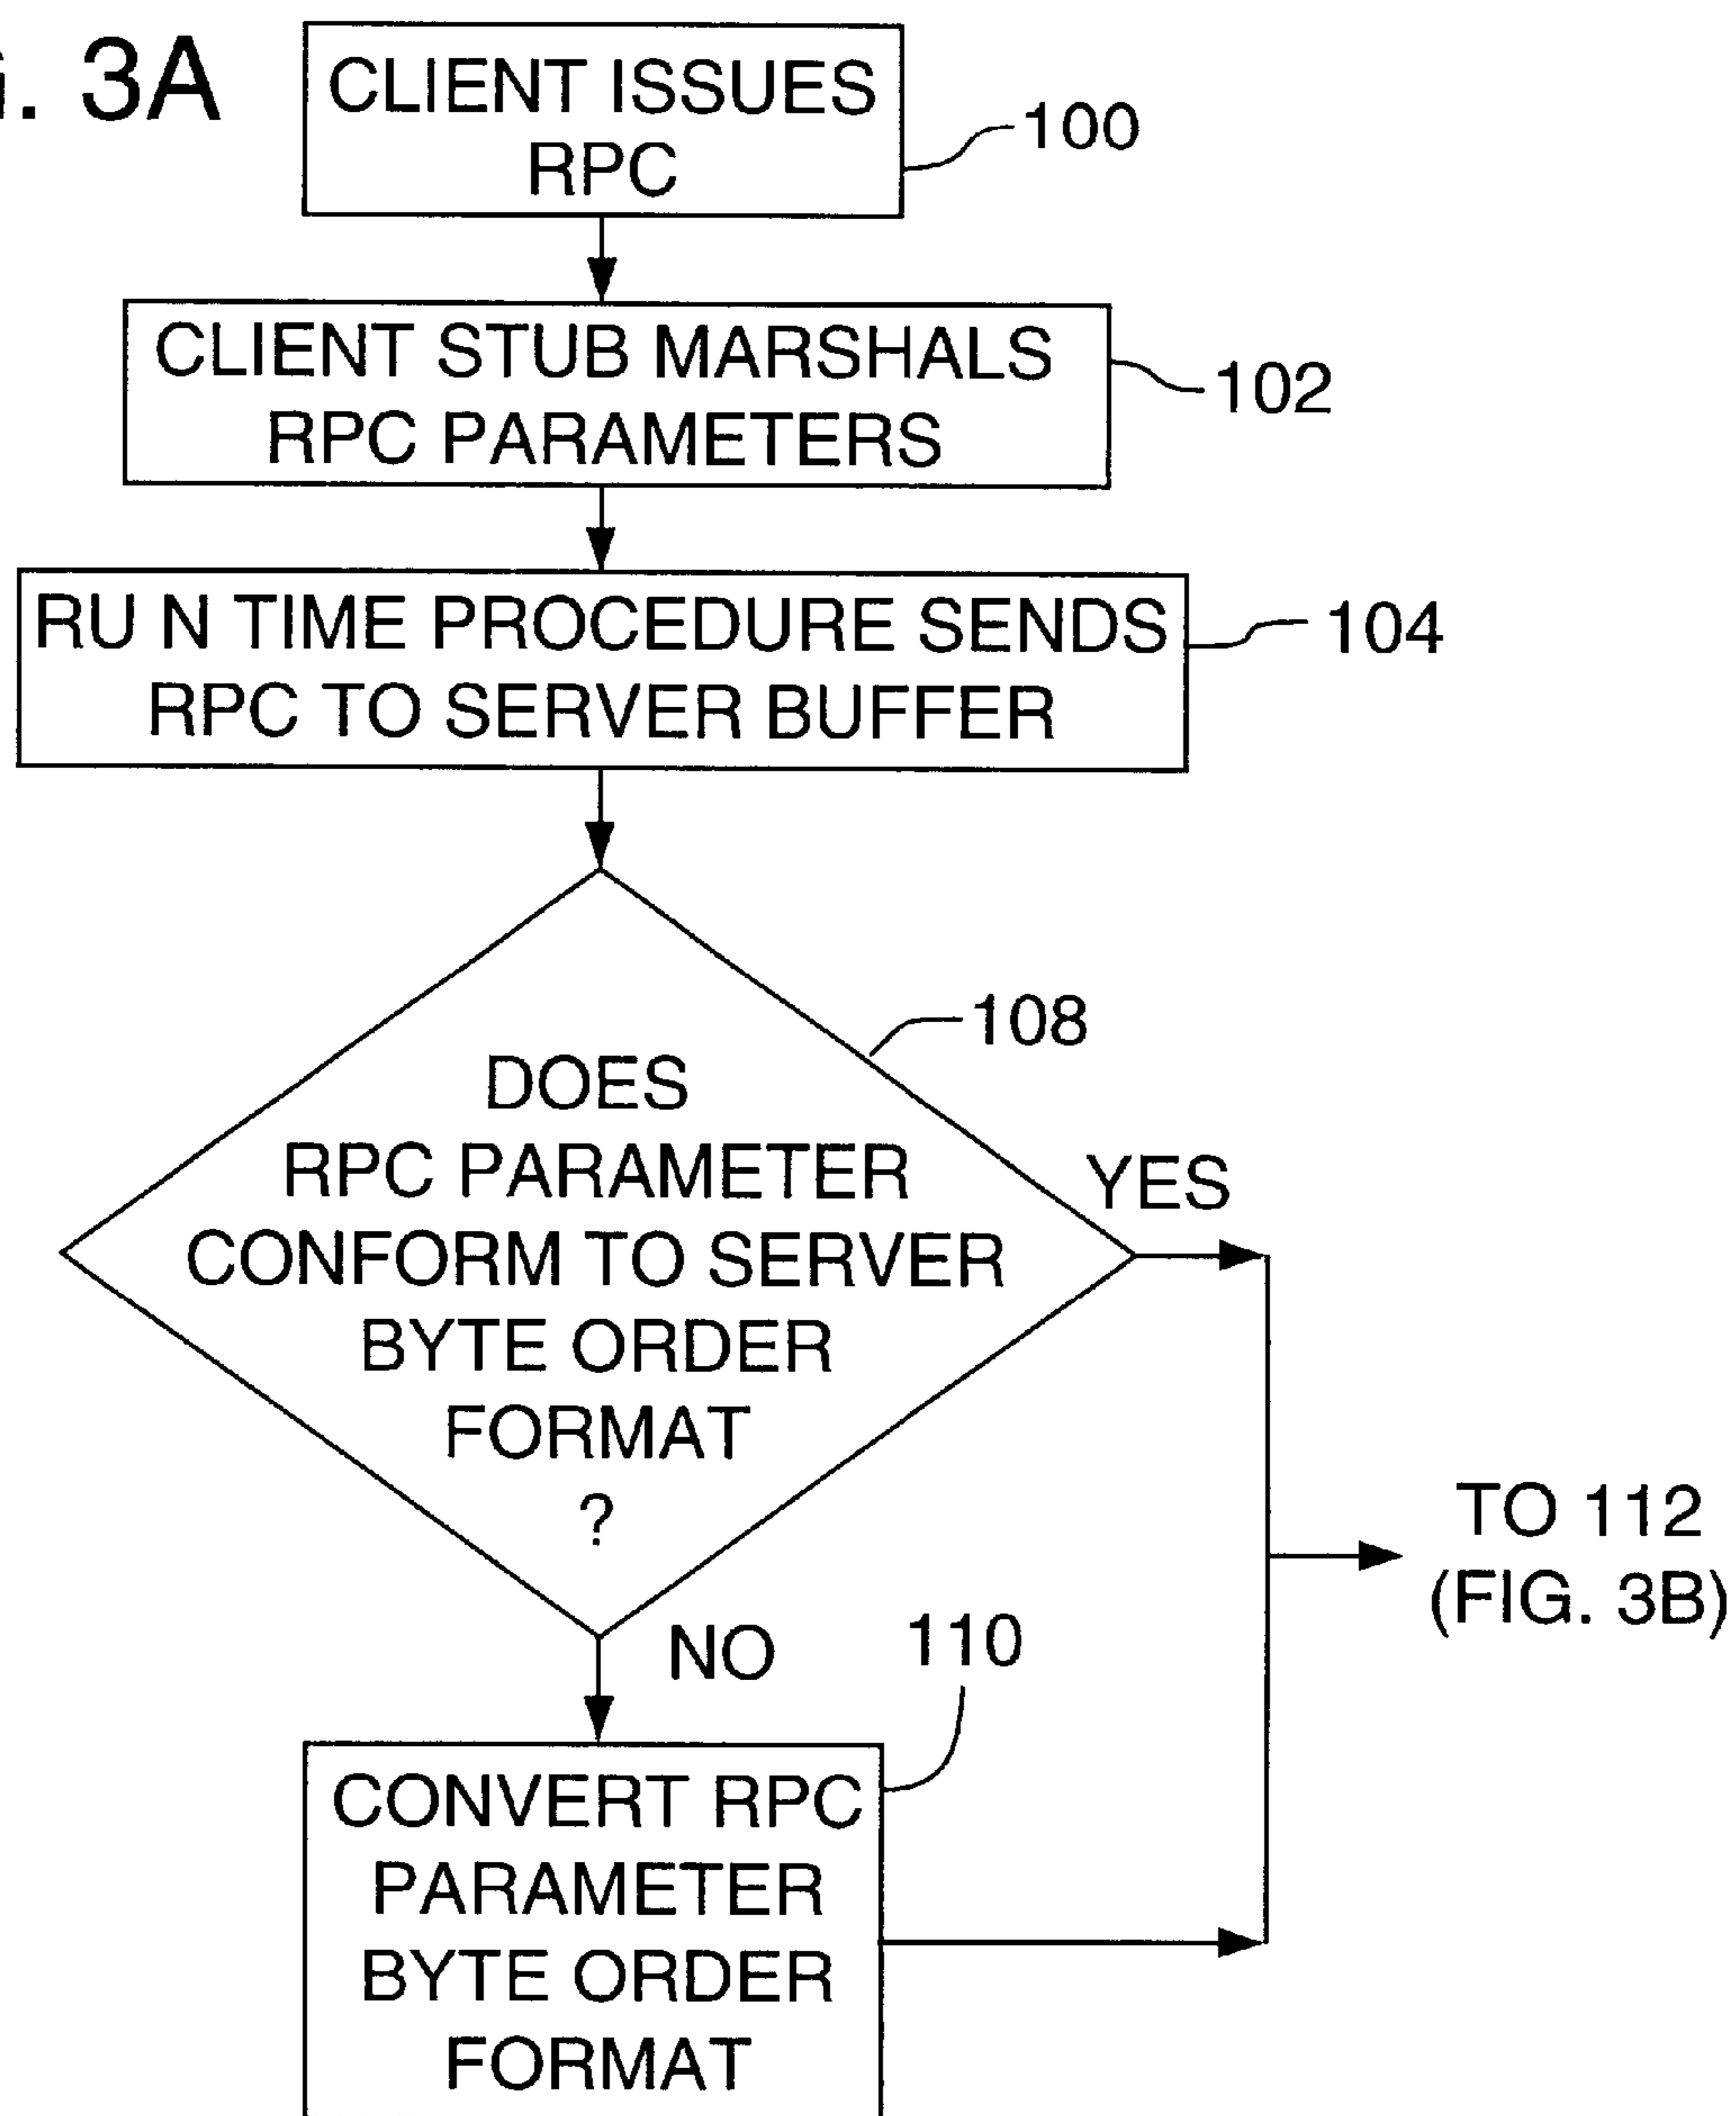 . 3A
CLIENT ISSUES
RPC
100
CLIENT STUB MARSHALS
RPC PARAMETERS
102
RU N TIME PROCEDURE SENDS
RPC TO SERVER BUFFER
104
108
DOES
RPC PARAMETER
CONFORM TO SERVER
BYTE ORDER
FORMAT
?
YES
TO 112
(FIG. 3B)
NO
110
CONVERT RPC
PARAMETER
BYTE ORDER
FORMAT